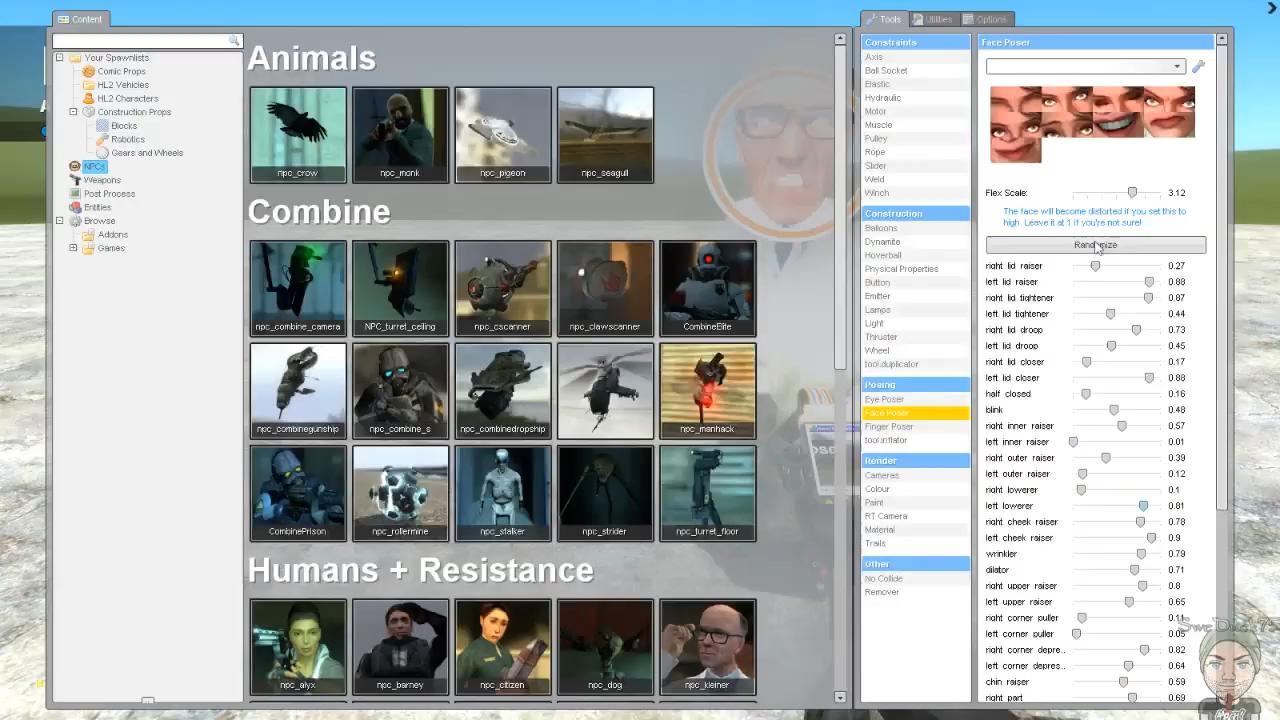 Content
Your Spawnlists
Comic Props
HL2 Vehicles
HL2 Characters
Construction Props
Blocks
Robotics
Gears and Wheels
NPCs
Weapons
Post Process
Entities
Browse
Addons
Games
Animals
npc_crow
npc_monk
npc_pigeon
npc_seagull
Combine
npc_combine_camera
NPC_turret_ceiling
npc_cscanner
npc_clawscanner
CombineElite
npc_combinegunship
npc_combine_s
npc_combinedropship
npc_manhack
CombinePrison
npc_rollermine
npc_stalker
npc_strider
npc_turret_floor
Humans + Resistance
npc_alyx
npc_barney
npc_citizen
npc_dog
npc_kleiner
Tools
Utilities
Options
Constraints
Axis
Ball Socket
Elastic
Hydraulic
Motor
Muscle
Pulley
Rope
Slider
Weld
Winch
Construction
Balloons
Dynamite
Hoverball
Physical Properties
Button
Emitter
Lamps
Light
Thruster
Wheel
tool.duplicator
Posing
Eye Poser
Face Poser
Finger Poser
tool.inflator
Render
Cameras
Colour
Paint
RT Camera
Material
Trails
Other
No Collide
Remover
Face Poser
Flex Scale: 3.12
The face will become distorted if you set this to
high. Leave it at 1 if you're not sure!
Randomize
right lid raiser 0.27
left lid raiser 0.88
right lid tightener 0.87
left lid tightener 0.44
right lid droop 0.73
left lid droop 0.45
right lid closer 0.17
left lid closer 0.88
half closed 0.16
blink 0.48
right inner raiser 0.57
left inner raiser 0.01
right outer raiser 0.39
left outer raiser 0.12
right lowerer 0.1
left lowerer 0.81
right cheek raiser 0.78
left cheek raiser 0.9
wrinkler 0.79
dilator 0.71
right upper raiser 0.8
left upper raiser 0.65
right corner puller 0.11
left corner puller 0.05
right corner depre.. 0.82
left corner depres.. 0.64
chin raiser 0.59
right part 0.69